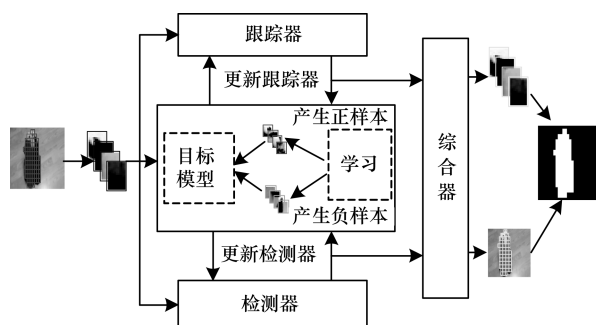 跟踪器
更新跟踪器
产生正样本
目标
模型
学习
产生负样本
更新检测器
检测器
综
合
器